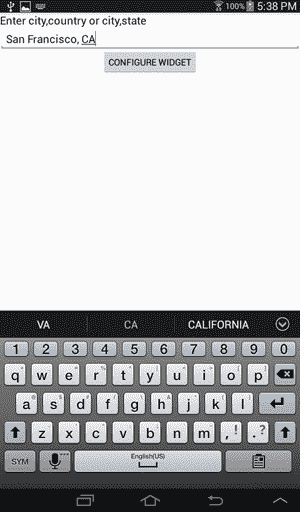 100% 5:38 PM
Enter city,country or city,state
San Francisco, CA
CONFIGURE WIDGET
VA CA CALIFORNIA
1 2 3 4 5 6 7 8 9 0
q w e r t y u i o p
a s d f g h j k l
z x c v b n m , ! . ?
SYM English(US)